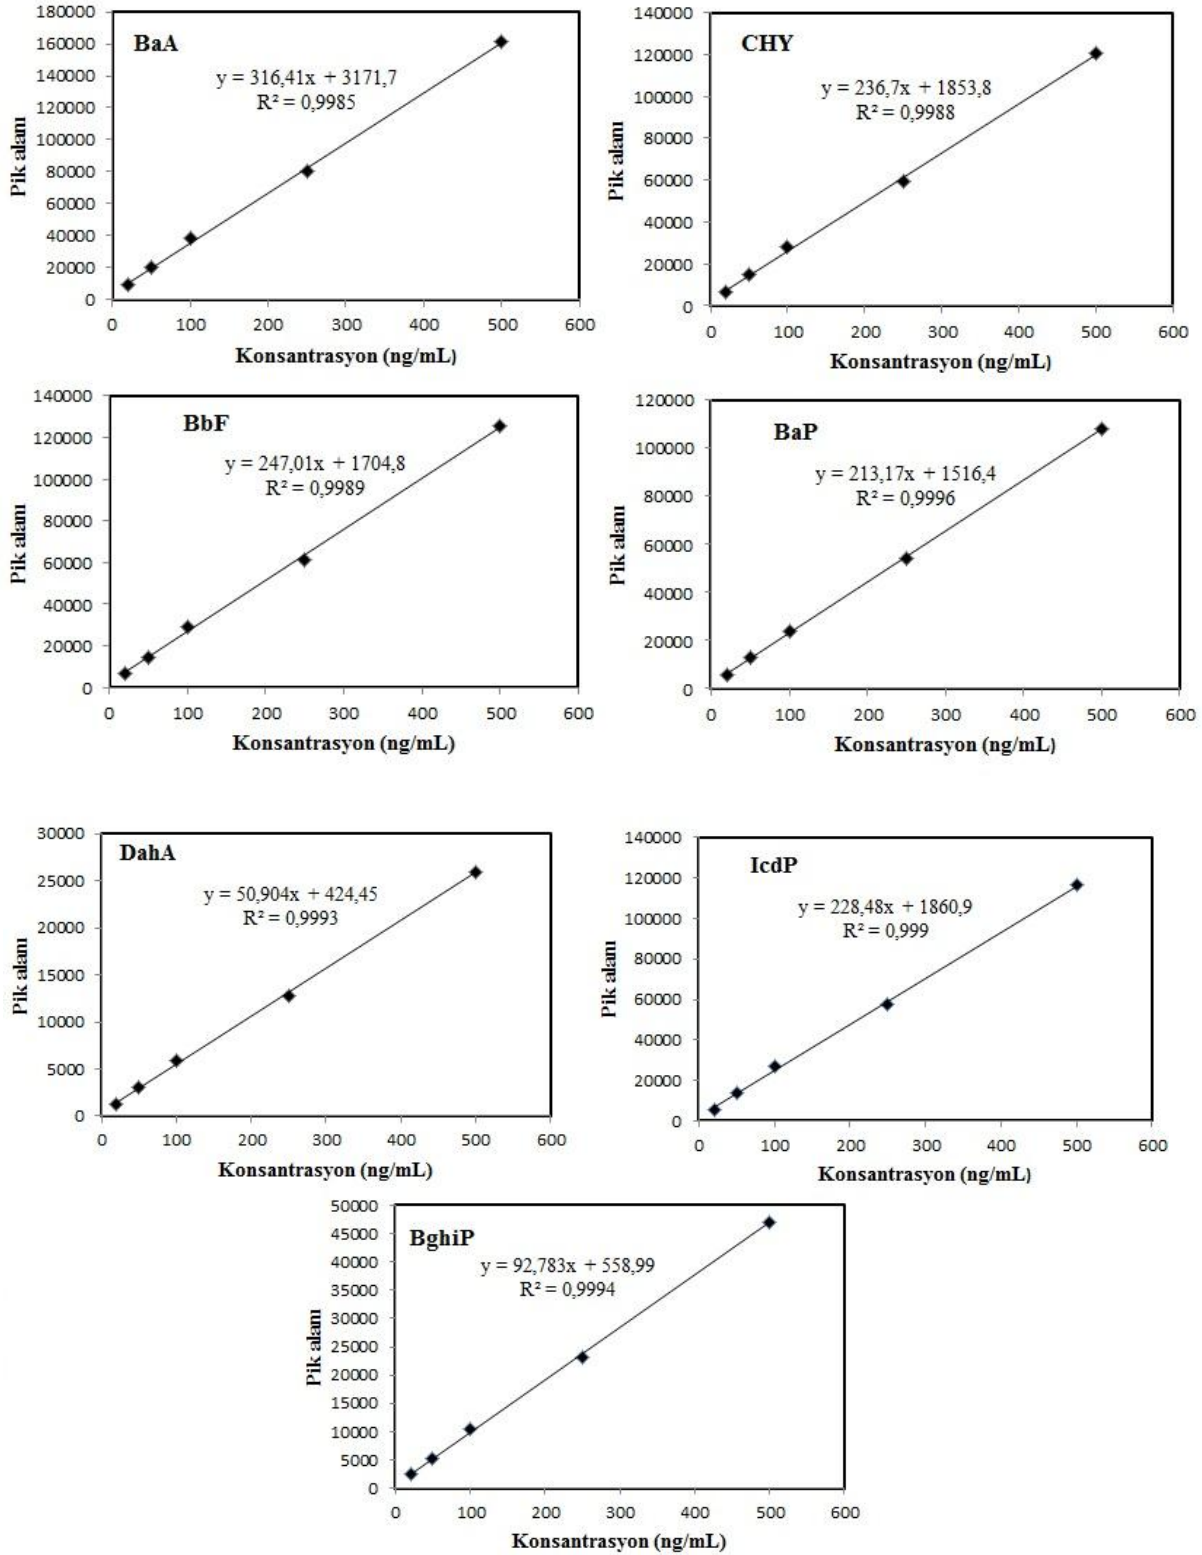 BaA
y = 316,41x + 3171,7
R² = 0,9985
Pik alanı
180000
160000
140000
120000
100000
80000
60000
40000
20000
0
0 100 200 300 400 500 600
Konsantrasyon (ng/mL)
CHY
y = 236,7x + 1853,8
R² = 0,9988
Pik alanı
140000
120000
100000
80000
60000
40000
20000
0
0 100 200 300 400 500 600
Konsantrasyon (ng/mL)
BbF
y = 247,01x + 1704,8
R² = 0,9989
Pik alanı
140000
120000
100000
80000
60000
40000
20000
0
0 100 200 300 400 500 600
Konsantrasyon (ng/mL)
BaP
y = 213,17x + 1516,4
R² = 0,9996
Pik alanı
120000
100000
80000
60000
40000
20000
0
0 100 200 300 400 500 600
Konsantrasyon (ng/mL)
DahA
y = 50,904x + 424,45
R² = 0,9993
Pik alanı
30000
25000
20000
15000
10000
5000
0
0 100 200 300 400 500 600
Konsantrasyon (ng/mL)
IcdP
y = 228,48x + 1860,9
R² = 0,999
Pik alanı
140000
120000
100000
80000
60000
40000
20000
0
0 100 200 300 400 500 600
Konsantrasyon (ng/mL)
BghiP
y = 92,783x + 558,99
R² = 0,9994
Pik alanı
50000
45000
40000
35000
30000
25000
20000
15000
10000
5000
0
0 100 200 300 400 500 600
Konsantrasyon (ng/mL)